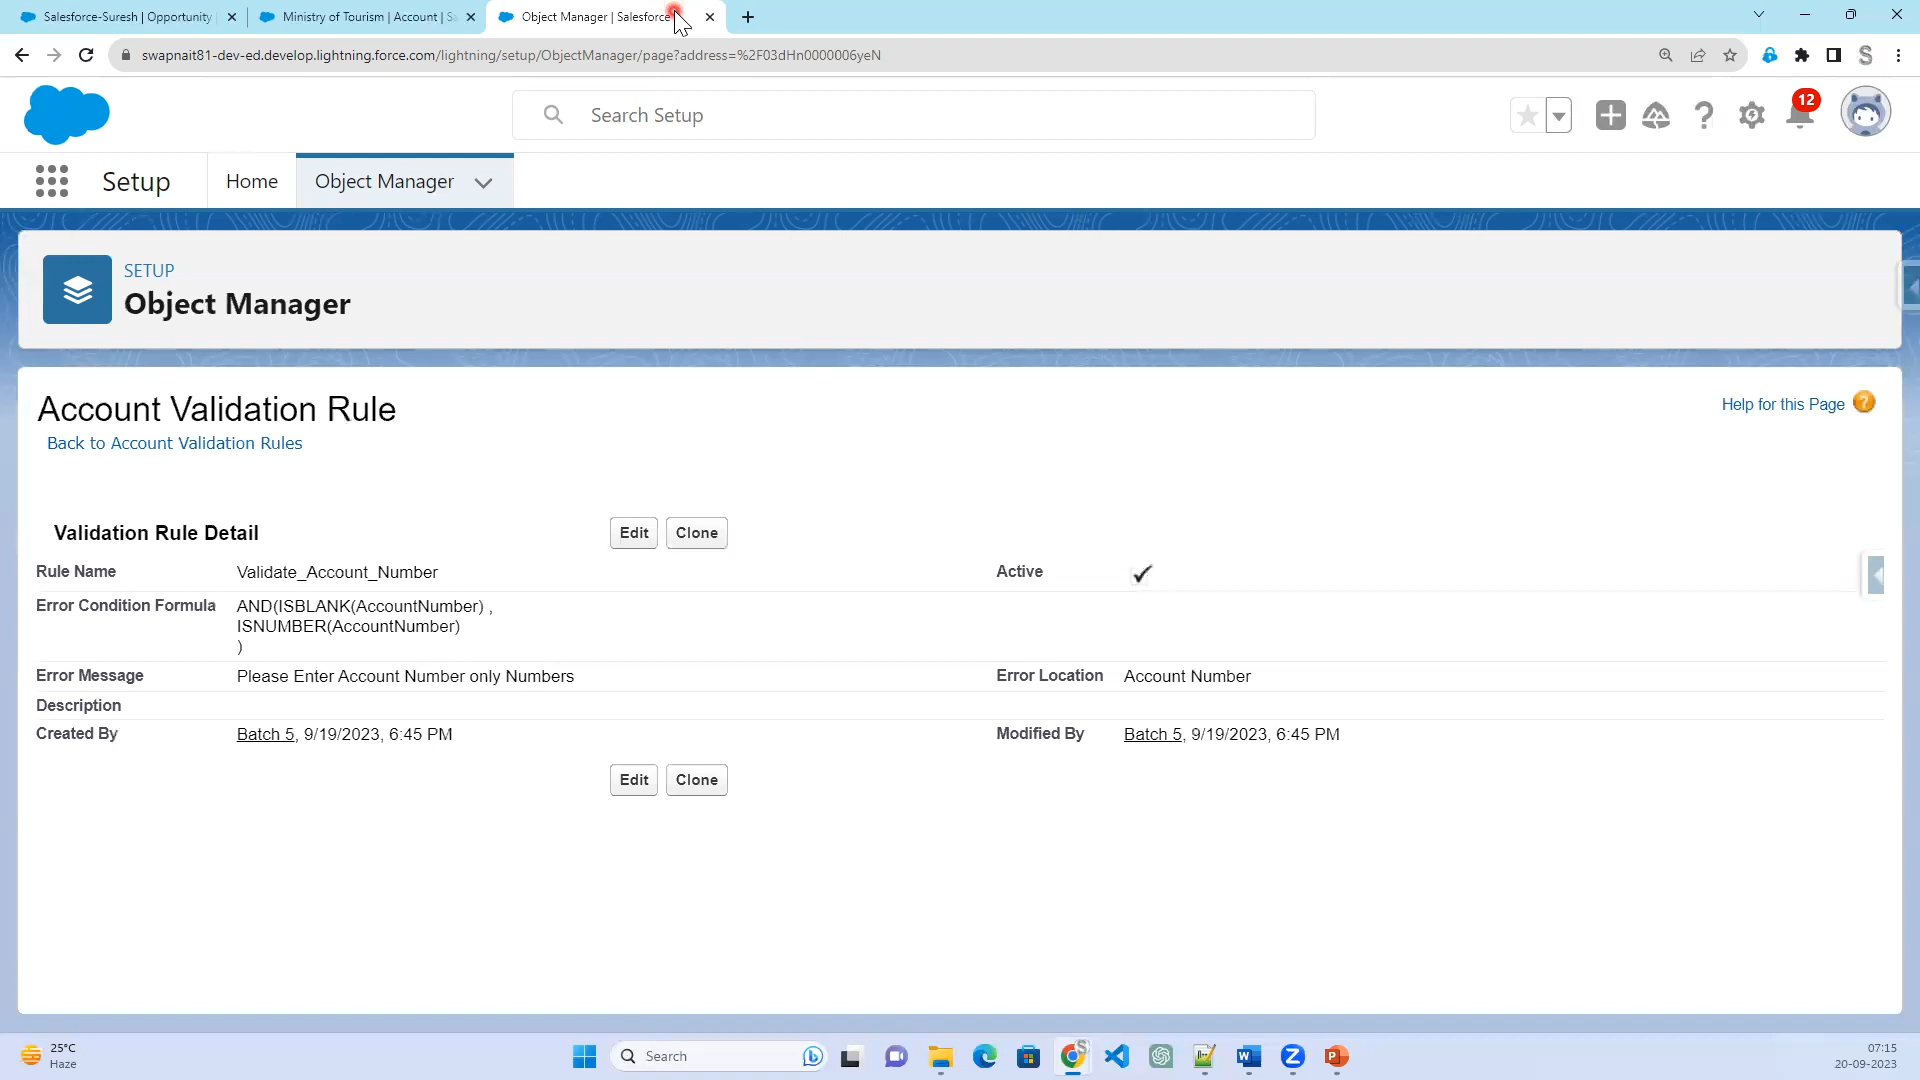 Salesforce-Suresh | Opportunity
Ministry of Tourism | Account | Sa
Object Manager | Salesforce
swapnait81-dev-ed.develop.lightning.force.com/lightning/setup/ObjectManager/page?address=%2F03dHn0000006yeN
Search Setup
12
Setup
Home
Object Manager
SETUP
Object Manager
Account Validation Rule
Help for this Page
Back to Account Validation Rules
Validation Rule Detail
Edit
Clone
Rule Name
Validate_Account_Number
Active
Error Condition Formula
AND(ISBLANK(AccountNumber) ,
ISNUMBER(AccountNumber)
)
Error Message
Please Enter Account Number only Numbers
Error Location
Account Number
Description
Created By
Batch 5, 9/19/2023, 6:45 PM
Modified By
Batch 5, 9/19/2023, 6:45 PM
Edit
Clone
25°C
Haze
Search
07:15
20-09-2023